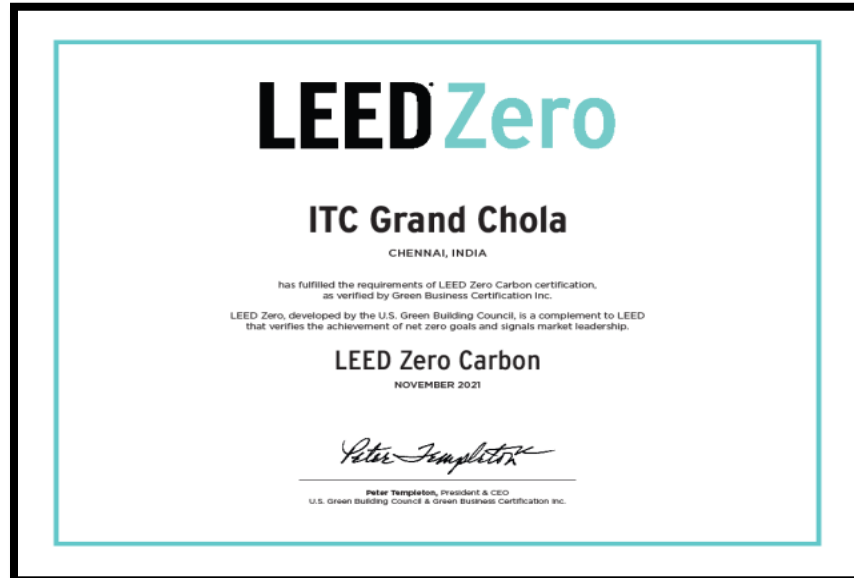 LEED Zero
ITC Grand Chola
CHENNAI, INDIA
has fulfilled the requirements of LEED Zero Carbon certification,
as verified by Green Business Certification Inc.
LEED Zero, developed by the U.S. Green Building Council, is a complement to LEED
that verifies the achievement of net zero goals and signals market leadership.
LEED Zero Carbon
NOVEMBER 2021
Peter Templeton
Peter Templeton, President & CEO
U.S. Green Building Council & Green Business Certification Inc.